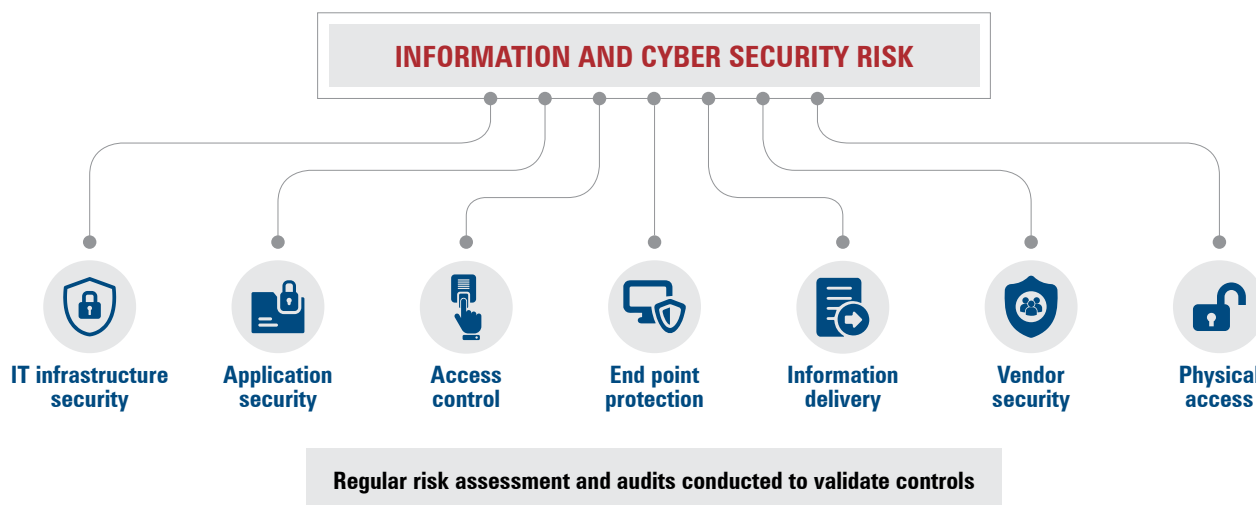 INFORMATION AND CYBER SECURITY RISK
IT infrastructure
security
Application
security
Access
control
End point
protection
Information
delivery
Vendor
security
Physical
access
Regular risk assessment and audits conducted to validate controls